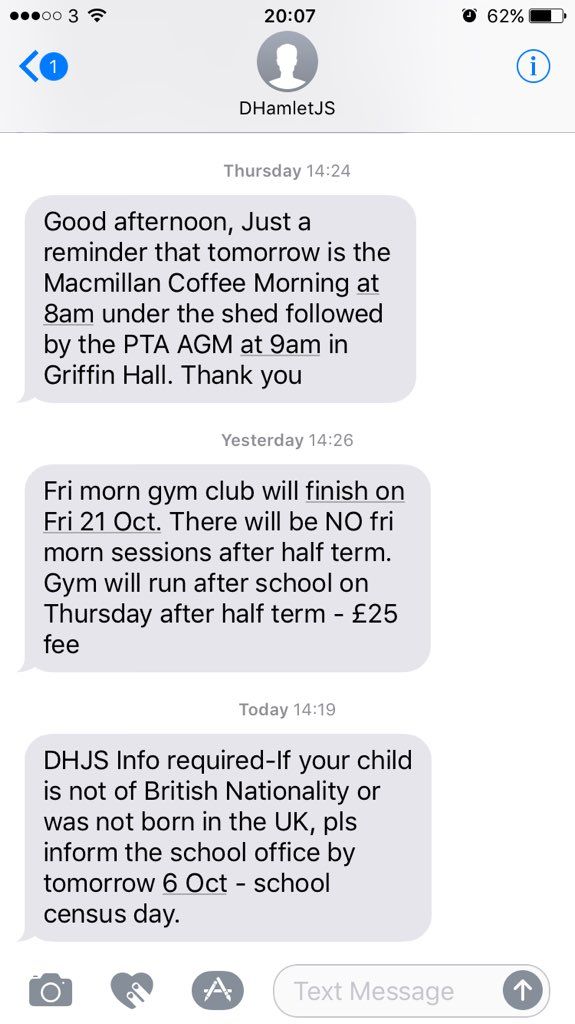 3 20:07 62%
1
DHamletJS
Thursday 14:24
Good afternoon, Just a
reminder that tomorrow is the
Macmillan Coffee Morning at
8am under the shed followed
by the PTA AGM at 9am in
Griffin Hall. Thank you
Yesterday 14:26
Fri morn gym club will finish on
Fri 21 Oct. There will be NO fri
morn sessions after half term.
Gym will run after school on
Thursday after half term - £25
fee
Today 14:19
DHJS Info required-If your child
is not of British Nationality or
was not born in the UK, pls
inform the school office by
tomorrow 6 Oct - school
census day.
Text Message